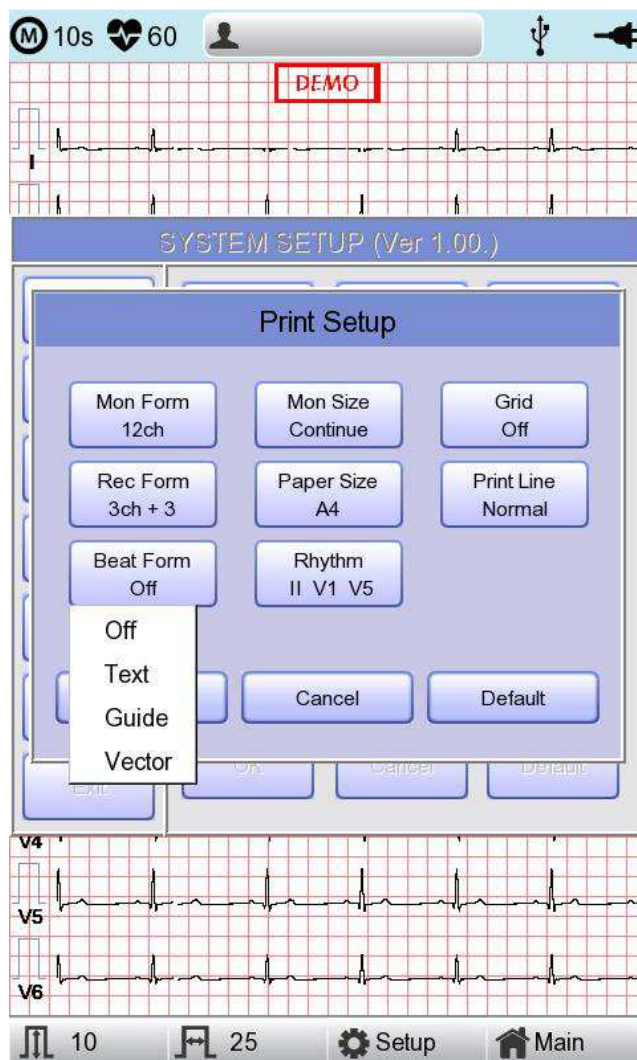 M 10s 60
DEMO
I
SYSTEM SETUP (Ver 1.00.)
Print Setup
Mon Form
12ch
Mon Size
Continue
Grid
Off
Rec Form
3ch + 3
Paper Size
A4
Print Line
Normal
Beat Form
Off
Rhythm
II V1 V5
Off
Text
Guide
Vector
Cancel
Default
Exit
OK
Cancel
Default
V4
V5
V6
10
25
Setup
Main